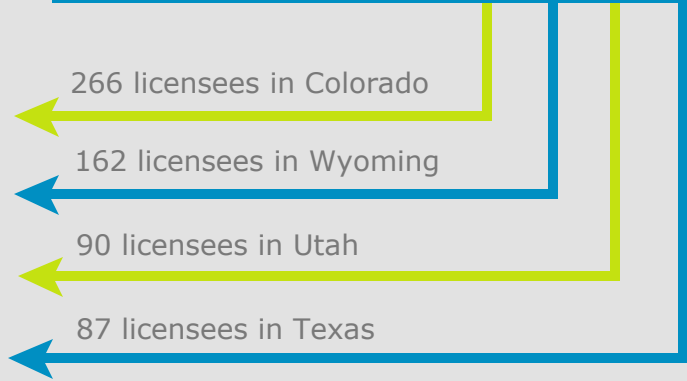 266 licensees in Colorado
162 licensees in Wyoming
90 licensees in Utah
87 licensees in Texas